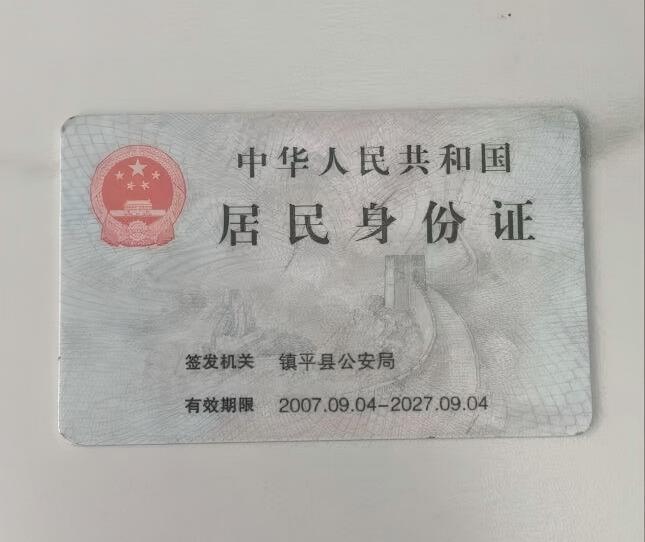 中华人民共和国
居民身份证
签发机关 镇平县公安局
有效期限 2007.09.04-2027.09.04